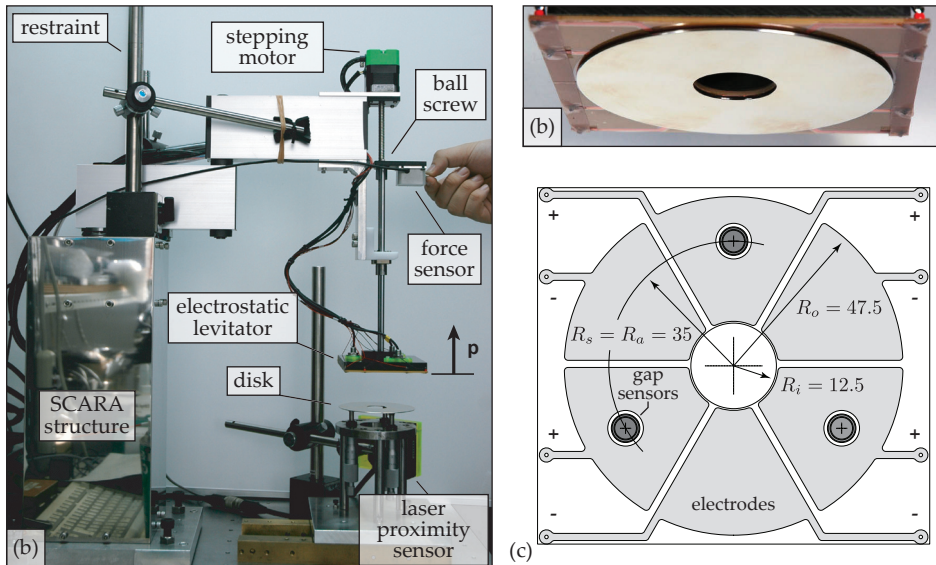 restraint
stepping
motor
ball
screw
force
sensor
electrostatic
levitator
p
disk
SCARA
structure
laser
proximity
sensor
(b)
(b)
+
+
-
-
R_o = 47.5
R_s = R_a = 35
R_i = 12.5
gap
sensors
+
+
electrodes
-
-
(c)